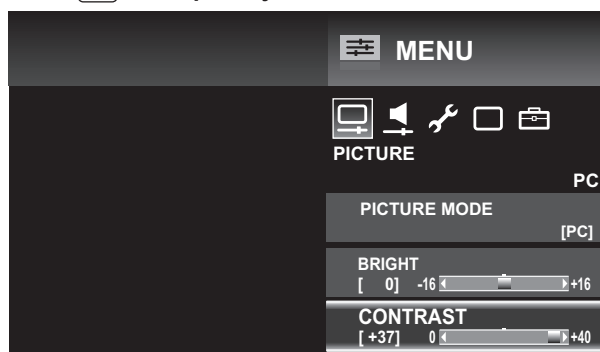 MENU
PICTURE
PC
PICTURE MODE
[PC]
BRIGHT
[ 0] -16 +16
CONTRAST
[ +37] 0 +40